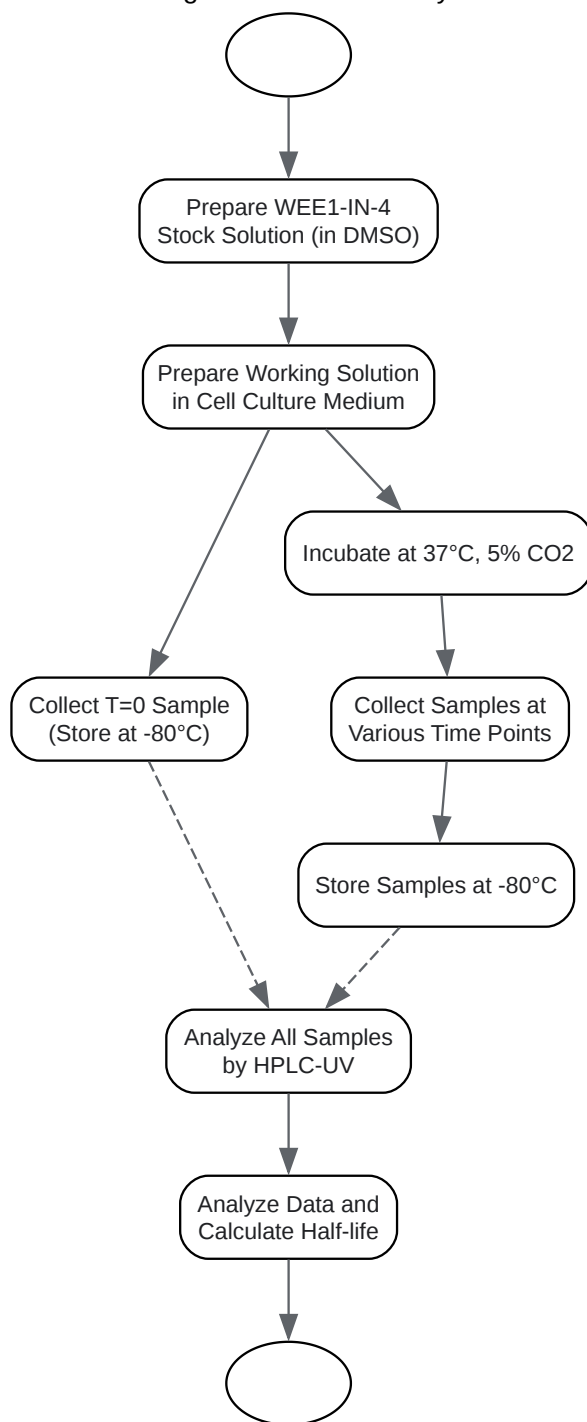 Prepare WEE1-IN-4
Stock Solution (in DMSO)
Prepare Working Solution
in Cell Culture Medium
Incubate at 37°C, 5% CO2
Collect T=0 Sample
(Store at -80°C)
Collect Samples at
Various Time Points
Store Samples at -80°C
Analyze All Samples
by HPLC-UV
Analyze Data and
Calculate Half-life